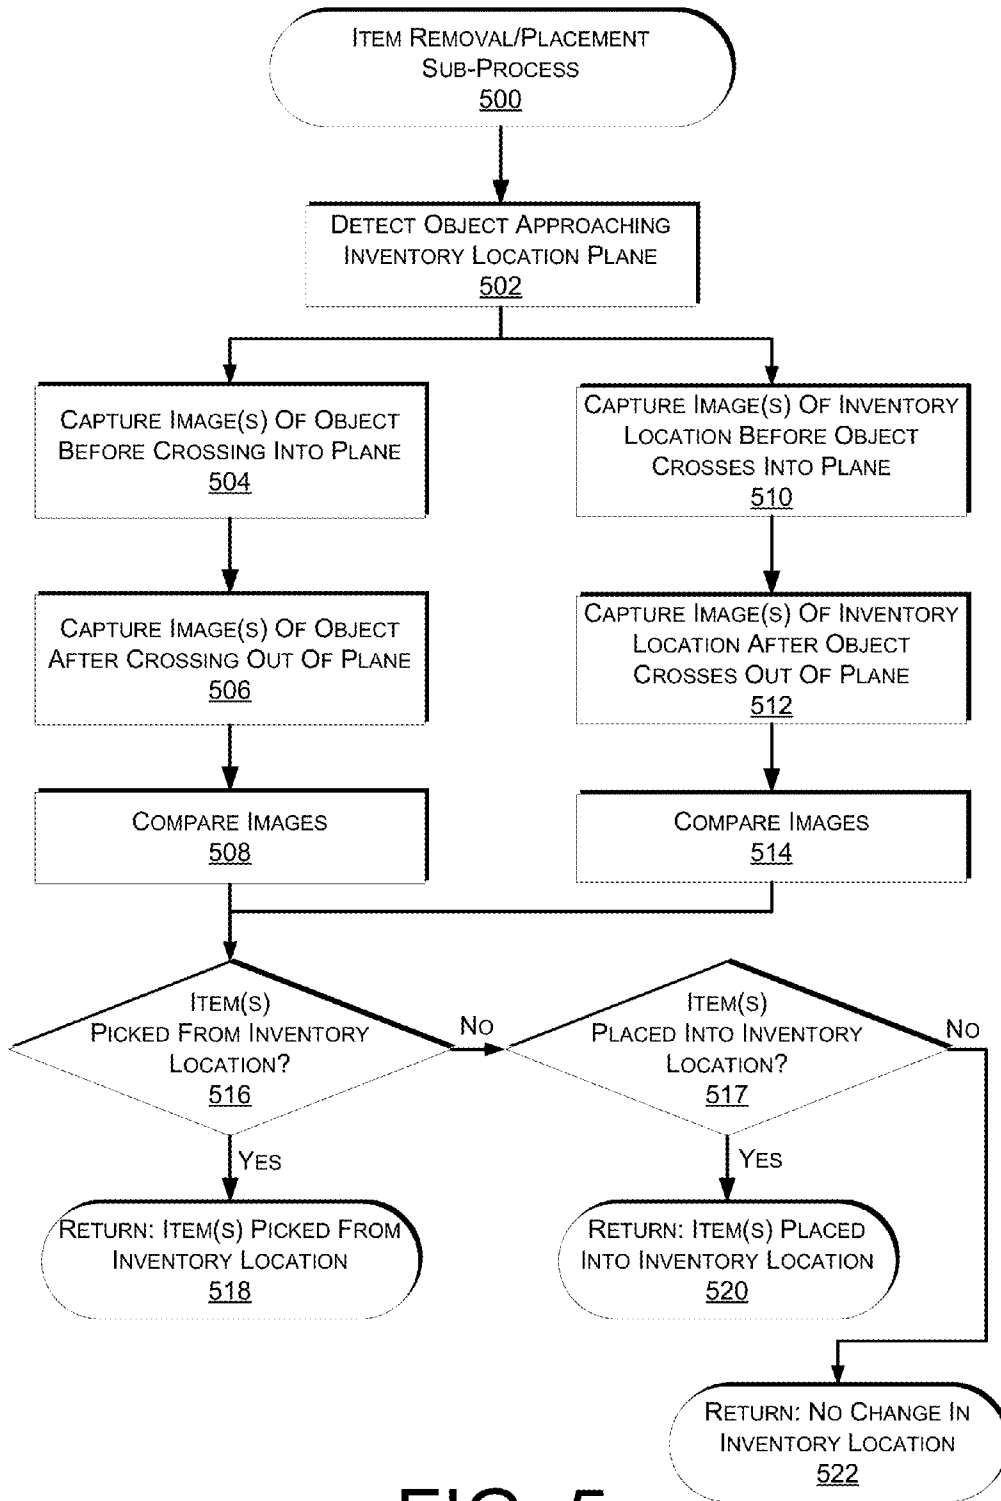 ITEM REMOVAL/PLACEMENT
SUB-PROCESS
500
DETECT OBJECT APPROACHING
INVENTORY LOCATION PLANE
502
CAPTURE IMAGE(S) OF OBJECT
BEFORE CROSSING INTO PLANE
504
CAPTURE IMAGE(S) OF INVENTORY
LOCATION BEFORE OBJECT
CROSSES INTO PLANE
510
CAPTURE IMAGE(S) OF OBJECT
AFTER CROSSING OUT OF PLANE
506
CAPTURE IMAGE(S) OF INVENTORY
LOCATION AFTER OBJECT
CROSSES OUT OF PLANE
512
COMPARE IMAGES
508
COMPARE IMAGES
514
ITEM(S)
PICKED FROM INVENTORY
LOCATION?
516
NO
ITEM(S)
PLACED INTO INVENTORY
LOCATION?
517
NO
YES
YES
RETURN: ITEM(S) PICKED FROM
INVENTORY LOCATION
518
RETURN: ITEM(S) PLACED
INTO INVENTORY LOCATION
520
RETURN: NO CHANGE IN
INVENTORY LOCATION
522
FIG. 5